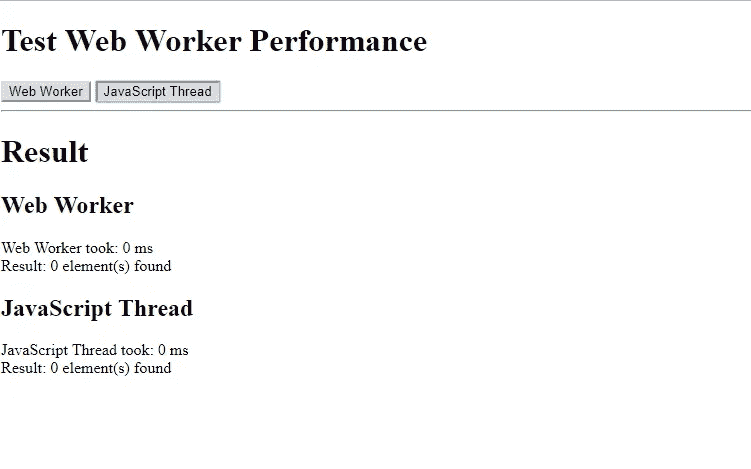 Test Web Worker Performance
Web Worker JavaScript Thread
Result
Web Worker
Web Worker took: 0 ms
Result: 0 element(s) found
JavaScript Thread
JavaScript Thread took: 0 ms
Result: 0 element(s) found